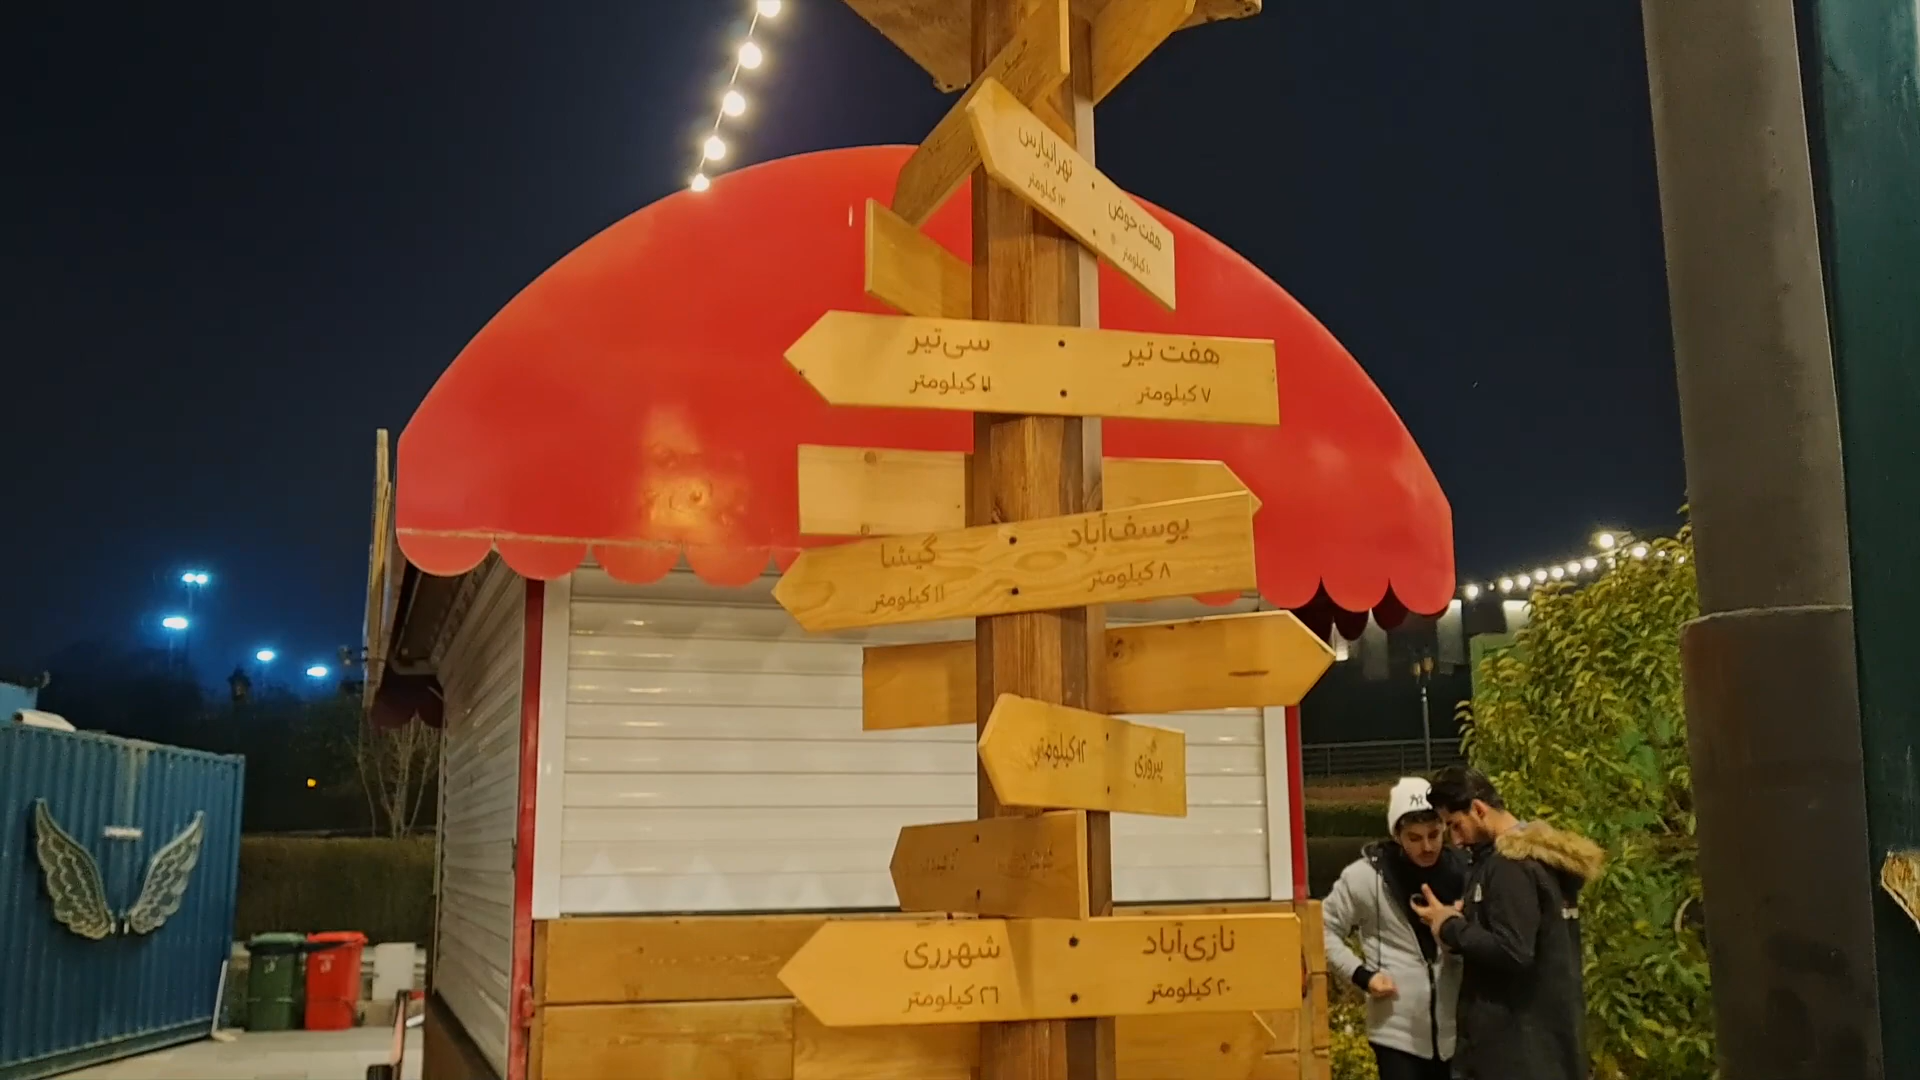 تهرانپارس
۱۳ کیلومتر
هفت حوض
۱۰ کیلومتر
هفت تیر
۷ کیلومتر
سی‌تیر
۱۱ کیلومتر
یوسف‌آباد
۸ کیلومتر
گیشا
۱۱ کیلومتر
پیروزی
۱۲ کیلومتر
نازی‌آباد
۲۰ کیلومتر
شهرری
۲۶ کیلومتر